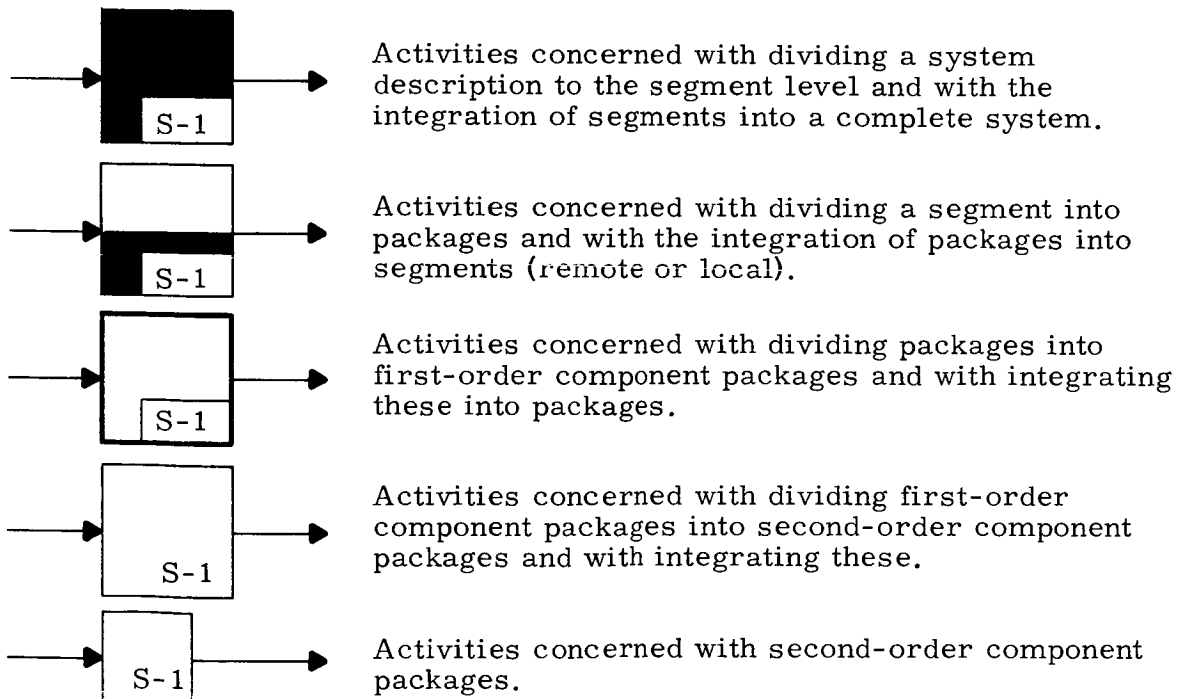 S-1
Activities concerned with dividing a system
description to the segment level and with the
integration of segments into a complete system.
S-1
Activities concerned with dividing a segment into
packages and with the integration of packages into
segments (remote or local).
S-1
Activities concerned with dividing packages into
first-order component packages and with integrating
these into packages.
S-1
Activities concerned with dividing first-order
component packages into second-order component
packages and with integrating these.
S-1
Activities concerned with second-order component
packages.